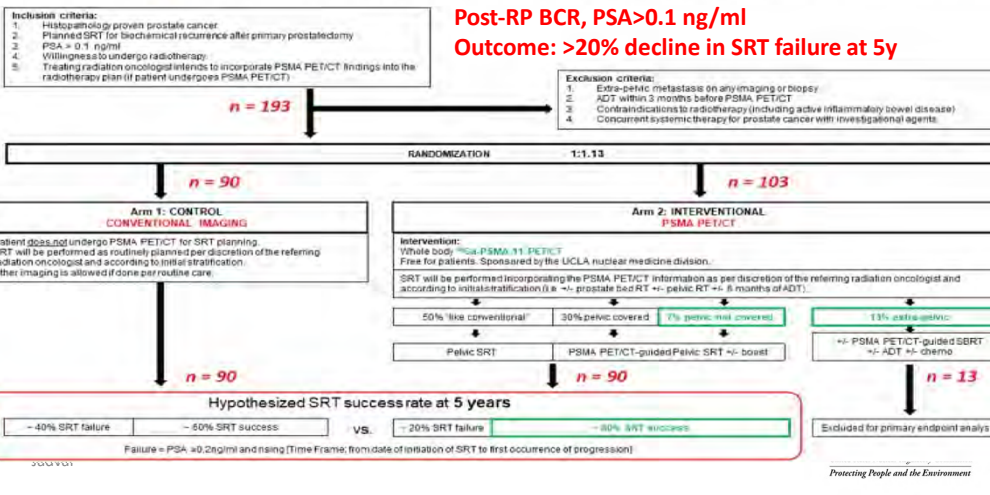 Post-RP BCR, PSA>0.1 ng/ml
Outcome: >20% decline in SRT failure at 5y
Inclusion criteria:
1. Histopathology proven prostate cancer
2. Planned SRT for biochemical recurrence after primary prostatectomy
3. PSA > 0.1 ng/ml
4. Willingness to undergo radiotherapy.
5. Treating radiation oncologist intends to incorporate PSMA PET/CT findings into the
radiotherapy plan (if patient undergoes PSMA PET/CT)
Exclusion criteria:
1. Extra-pelvic metastasis on any imaging or biopsy
2. ADT within 3 months before PSMA PET/CT
3. Contraindications to radiotherapy (including active inflammatory bowel disease)
4. Concurrent systemic therapy for prostate cancer with investigational agents.
n = 193
RANDOMIZATION 1:1.13
n = 90
n = 103
Arm 1: CONTROL
CONVENTIONAL IMAGING
atient does not undergo PSMA PET/CT for SRT planning.
RT will be performed as routinely planned per discretion of the referring
adiation oncologist and according to initial stratification.
ther imaging is allowed if done per routine care.
Arm 2: INTERVENTIONAL
PSMA PET/CT
Intervention:
Whole body 68Ga-PSMA-11 PET/CT
Free for patients. Sponsored by the UCLA nuclear medicine division.
SRT will be performed incorporating the PSMA PET/CT information as per discretion of the referring radiation oncologist and
according to initial stratification (i.e. +/- prostate bed RT +/- pelvic RT +/- 6 months of ADT).
50% "like conventional"
30% pelvic covered
7% pelvic not covered
13% extra-pelvic
Pelvic SRT
PSMA PET/CT-guided Pelvic SRT +/- boost
+/- PSMA PET/CT-guided SBRT
+/- ADT +/- chemo
n = 90
n = 90
n = 13
Hypothesized SRT success rate at 5 years
~ 40% SRT failure
~ 60% SRT success
VS.
~ 20% SRT failure
~ 80% SRT success
Failure = PSA ≥0.2ng/ml and rising [Time Frame: from date of initiation of SRT to first occurrence of progression]
Excluded for primary endpoint analys
Protecting People and the Environment